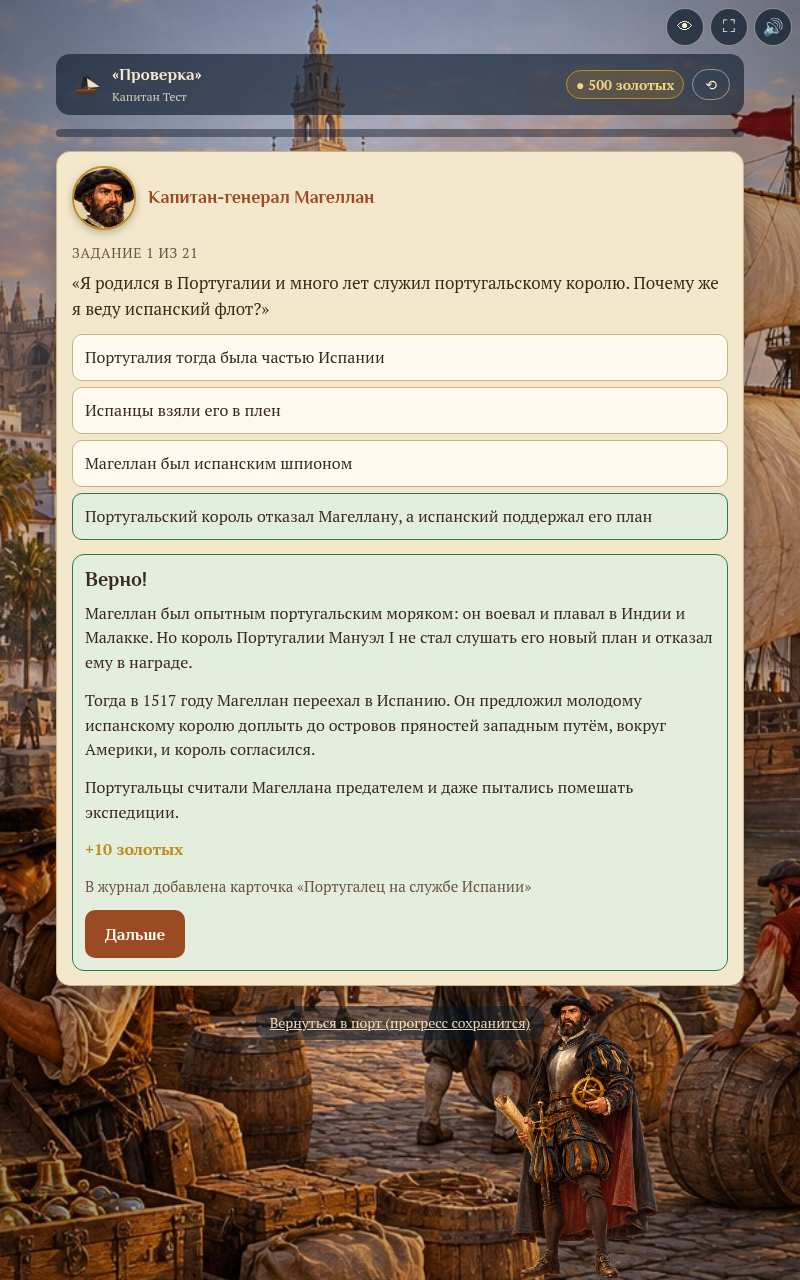 «Проверка»
Капитан Тест
● 500 золотых
Капитан-генерал Магеллан
ЗАДАНИЕ 1 ИЗ 21
«Я родился в Португалии и много лет служил португальскому королю. Почему же
я веду испанский флот?»
Португалия тогда была частью Испании
Испанцы взяли его в плен
Магеллан был испанским шпионом
Португальский король отказал Магеллану, а испанский поддержал его план
Верно!
Магеллан был опытным португальским моряком: он воевал и плавал в Индии и
Малакке. Но король Португалии Мануэл I не стал слушать его новый план и отказал
ему в награде.
Тогда в 1517 году Магеллан переехал в Испанию. Он предложил молодому
испанскому королю доплыть до островов пряностей западным путём, вокруг
Америки, и король согласился.
Португальцы считали Магеллана предателем и даже пытались помешать
экспедиции.
+10 золотых
В журнал добавлена карточка «Португалец на службе Испании»
Дальше
Вернуться в порт (прогресс сохранится)